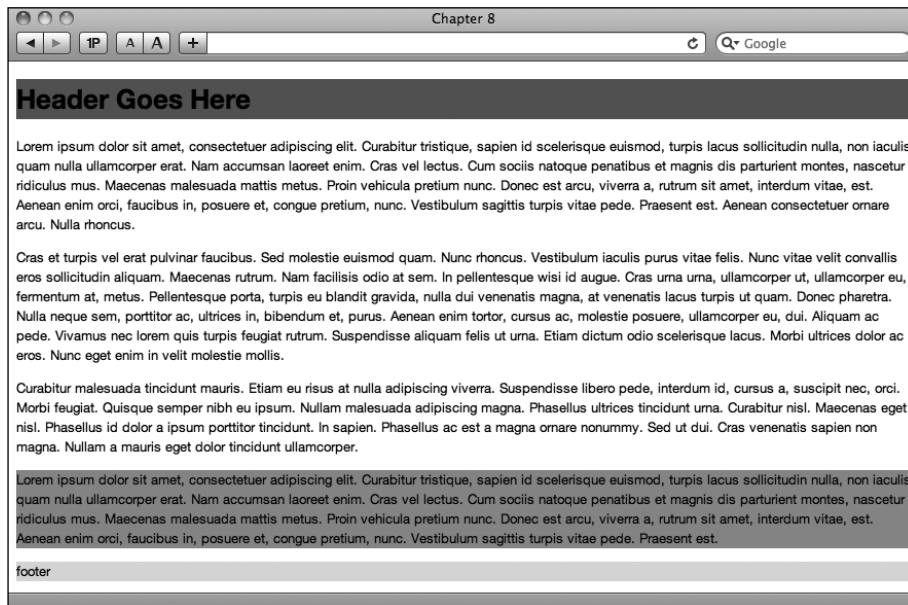 Chapter 8
1P A A + Google
Header Goes Here
Lorem ipsum dolor sit amet, consectetuer adipiscing elit. Curabitur tristique, sapien id scelerisque euismod, turpis lacus sollicitudin nulla, non iaculis
quam nulla ullamcorper erat. Nam accumsan laoreet enim. Cras vel lectus. Cum sociis natoque penatibus et magnis dis parturient montes, nascetur
ridiculus mus. Maecenas malesuada mattis metus. Proin vehicula pretium nunc. Donec est arcu, viverra a, rutrum sit amet, interdum vitae, est.
Aenean enim orci, faucibus in, posuere et, congue pretium, nunc. Vestibulum sagittis turpis vitae pede. Praesent est. Aenean consectetuer ornare
arcu. Nulla rhoncus.
Cras et turpis vel erat pulvinar faucibus. Sed molestie euismod quam. Nunc rhoncus. Vestibulum iaculis purus vitae felis. Nunc vitae velit convallis
eros sollicitudin aliquam. Maecenas rutrum. Nam facilisis odio at sem. In pellentesque wisi id augue. Cras urna urna, ullamcorper ut, ullamcorper eu,
fermentum at, metus. Pellentesque porta, turpis eu blandit gravida, nulla dui venenatis magna, at venenatis lacus turpis ut quam. Donec pharetra.
Nulla neque sem, porttitor ac, ultrices in, bibendum et, purus. Aenean enim tortor, cursus ac, molestie posuere, ullamcorper eu, dui. Aliquam ac
pede. Vivamus nec lorem quis turpis feugiat rutrum. Suspendisse aliquam felis ut urna. Etiam dictum odio scelerisque lacus. Morbi ultrices dolor ac
eros. Nunc eget enim in velit molestie mollis.
Curabitur malesuada tincidunt mauris. Etiam eu risus at nulla adipiscing viverra. Suspendisse libero pede, interdum id, cursus a, suscipit nec, orci.
Morbi feugiat. Quisque semper nibh eu ipsum. Nullam malesuada adipiscing magna. Phasellus ultrices tincidunt urna. Curabitur nisl. Maecenas eget
nisl. Phasellus id dolor a ipsum porttitor tincidunt. In sapien. Phasellus ac est a magna ornare nonummy. Sed ut dui. Cras venenatis sapien non
magna. Nullam a mauris eget dolor tincidunt ullamcorper.
Lorem ipsum dolor sit amet, consectetuer adipiscing elit. Curabitur tristique, sapien id scelerisque euismod, turpis lacus sollicitudin nulla, non iaculis
quam nulla ullamcorper erat. Nam accumsan laoreet enim. Cras vel lectus. Cum sociis natoque penatibus et magnis dis parturient montes, nascetur
ridiculus mus. Maecenas malesuada mattis metus. Proin vehicula pretium nunc. Donec est arcu, viverra a, rutrum sit amet, interdum vitae, est.
Aenean enim orci, faucibus in, posuere et, congue pretium, nunc. Vestibulum sagittis turpis vitae pede. Praesent est.
footer